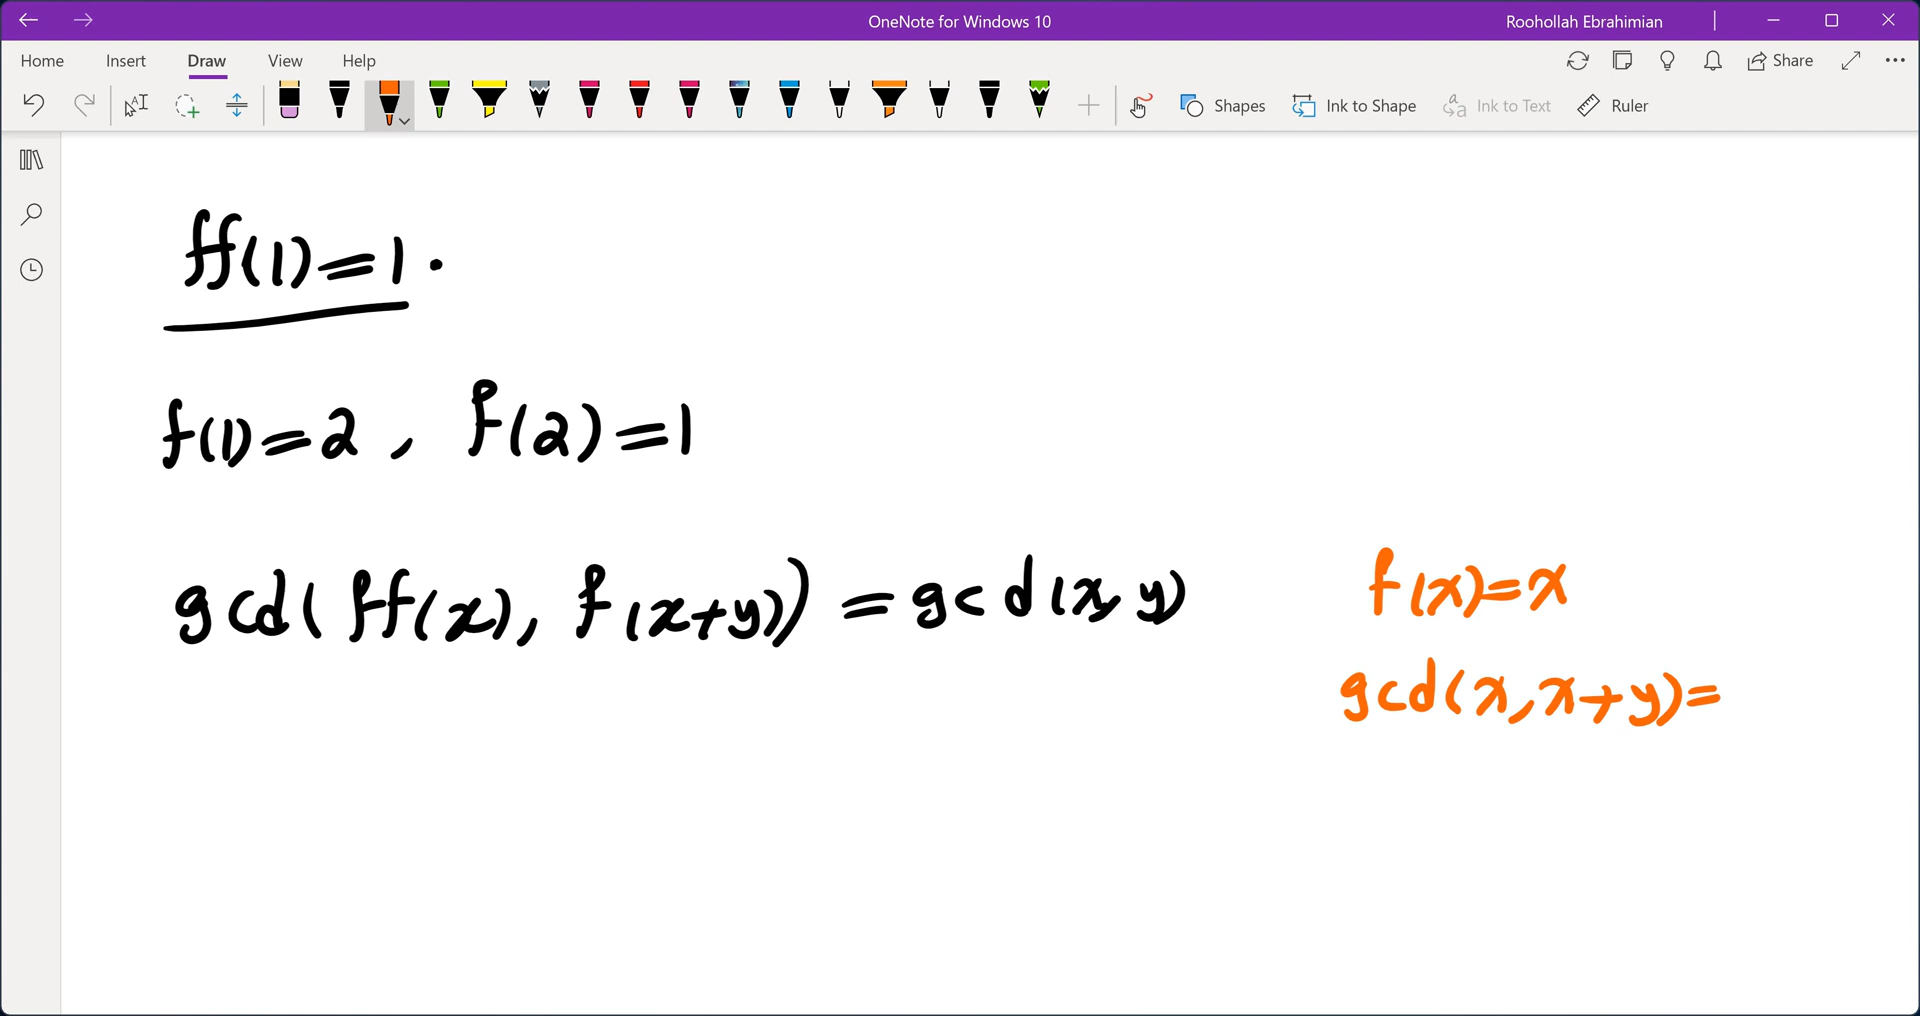 OneNote for Windows 10
Roohollah Ebrahimian
Home Insert Draw View Help
Share
Shapes Ink to Shape Ink to Text Ruler
ff(1)=1.
f(1)=2, f(2)=1
gcd(ff(x), f(x+y))=gcd(x,y)
f(x)=x
gcd(x,x+y)=